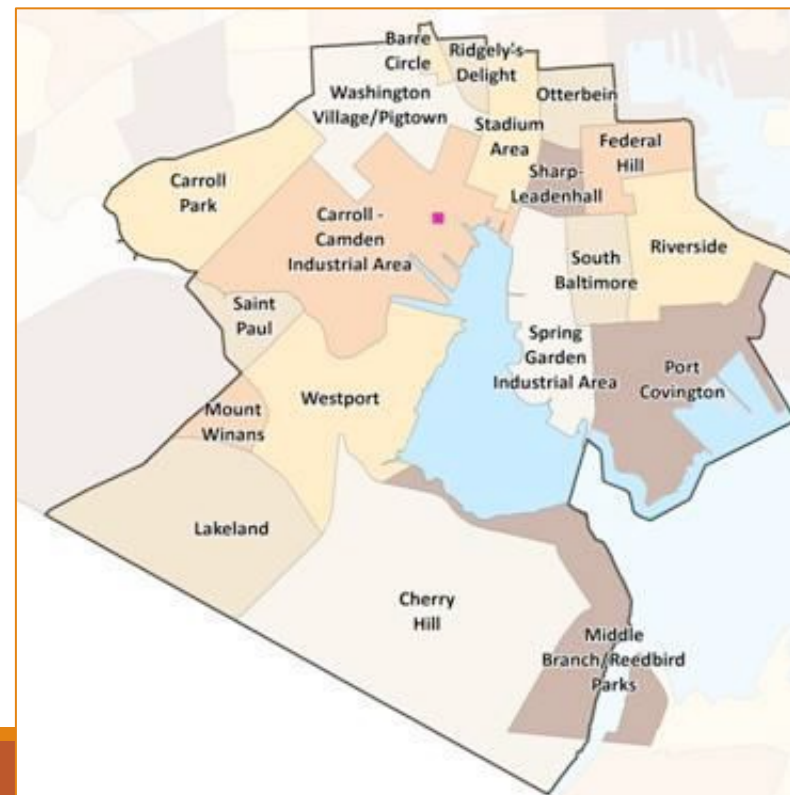 Barre
Circle
Ridgely's
Delight
Washington
Village/Pigtown
Otterbein
Stadium
Area
Federal
Hill
Carroll
Park
Sharp-
Leadenhall
Carroll -
Camden
Industrial Area
South
Baltimore
Riverside
Saint
Paul
Spring
Garden
Industrial Area
Port
Covington
Mount
Winans
Westport
Lakeland
Cherry
Hill
Middle
Branch/Reedbird
Parks